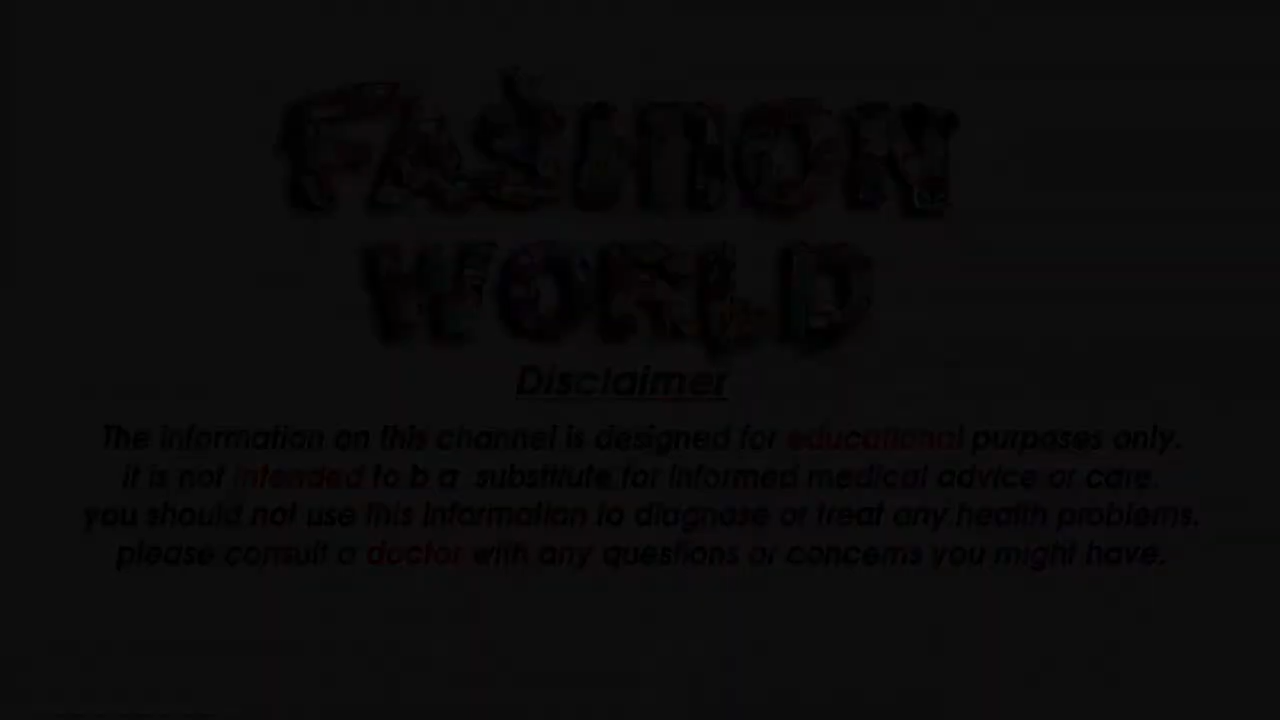 FASHION
WORLD
Disclaimer
The information on this channel is designed for educational purposes only.
it is not intended to b a substitute for informed medical advice or care.
you should not use this information to diagnose or treat any health problems.
please consult a doctor with any questions or concerns you might have.